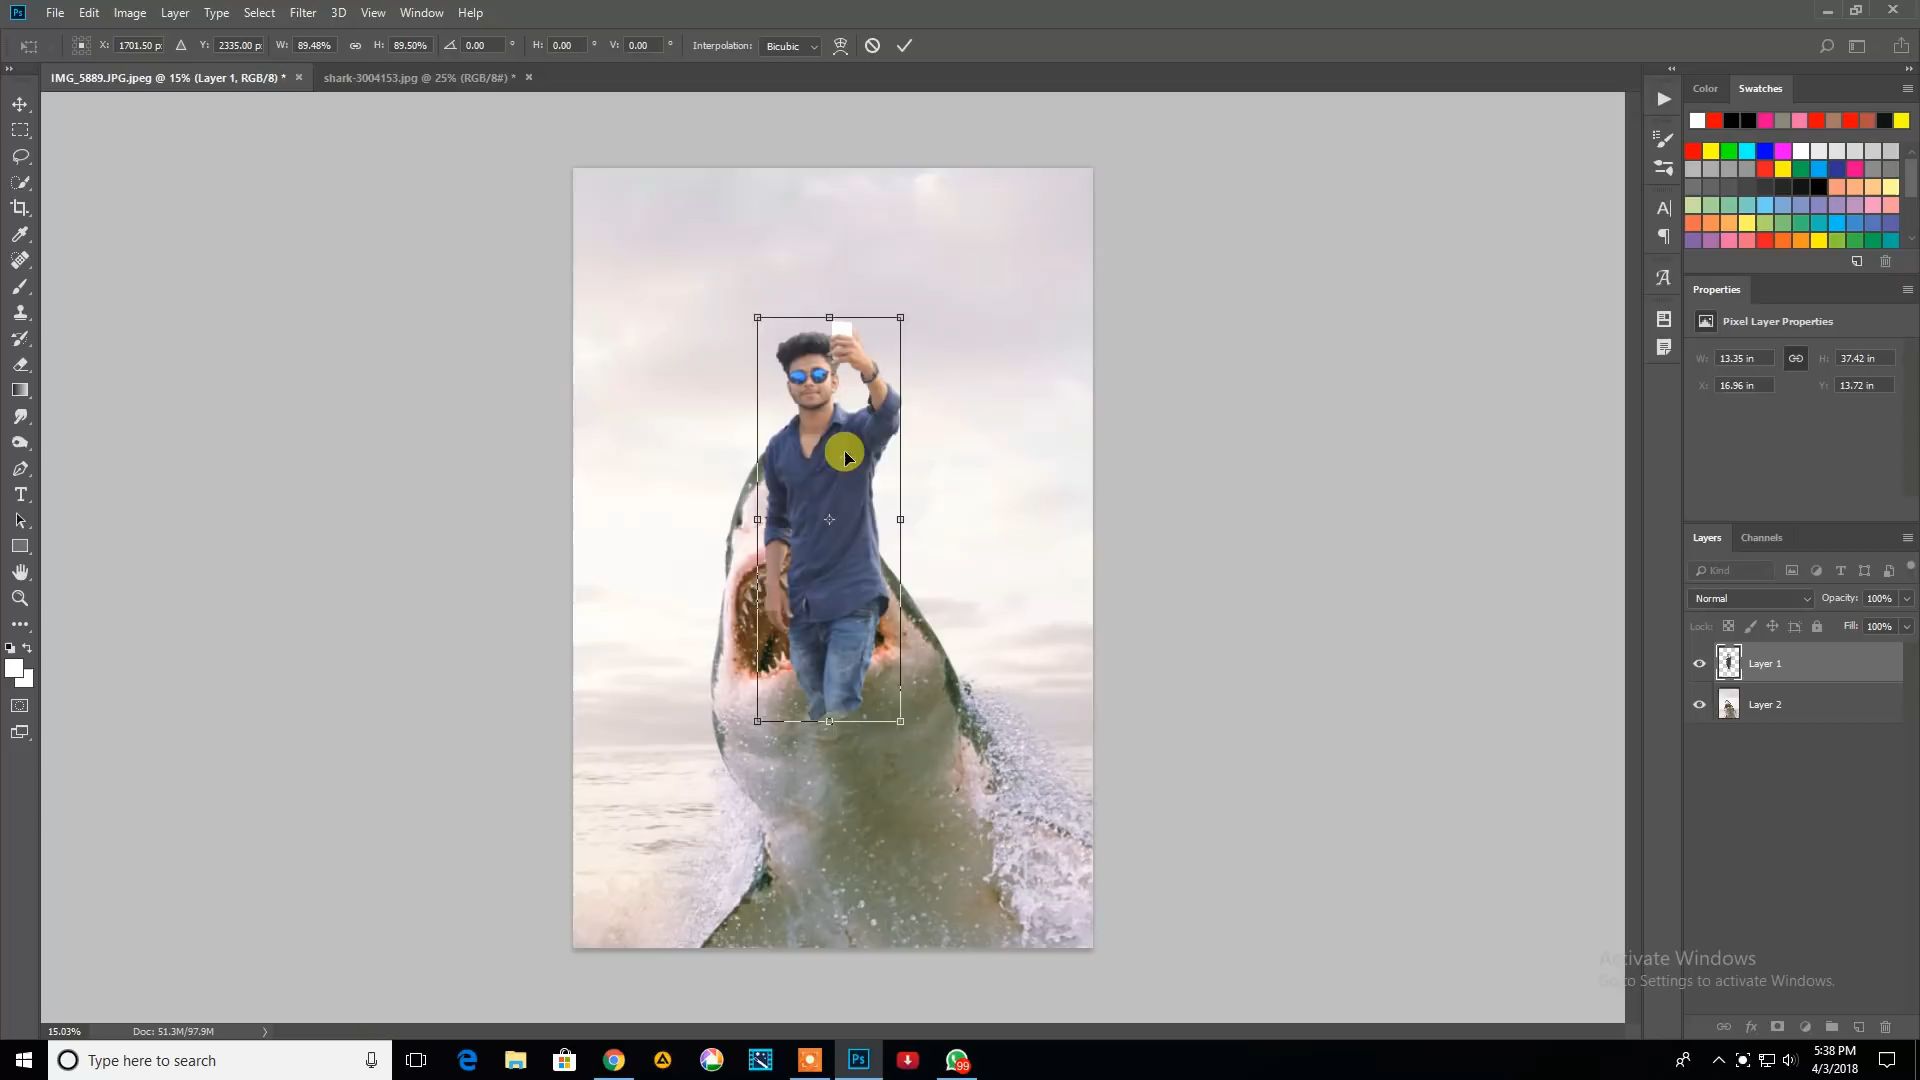 Ps File Edit Image Layer Type Select Filter 3D View Window Help
X: 1701.50 p: Y: 2335.00 p: W: 89.48% H: 89.50% 0.00 ° H: 0.00 ° V: 0.00 ° Interpolation: Bicubic
IMG_5889.JPG.jpeg @ 15% (Layer 1, RGB/8) * × shark-3004153.jpg @ 25% (RGB/8#) * ×
Color Swatches
Properties
Pixel Layer Properties
W: 13.35 in H: 37.42 in
X: 16.96 in Y: 13.72 in
Layers Channels
Kind
Normal Opacity: 100%
Lock: Fill: 100%
Layer 1
Layer 2
Activate Windows
Go to Settings to activate Windows.
15.03% Doc: 51.3M/97.9M
Type here to search
Ps
99
5:38 PM
4/3/2018